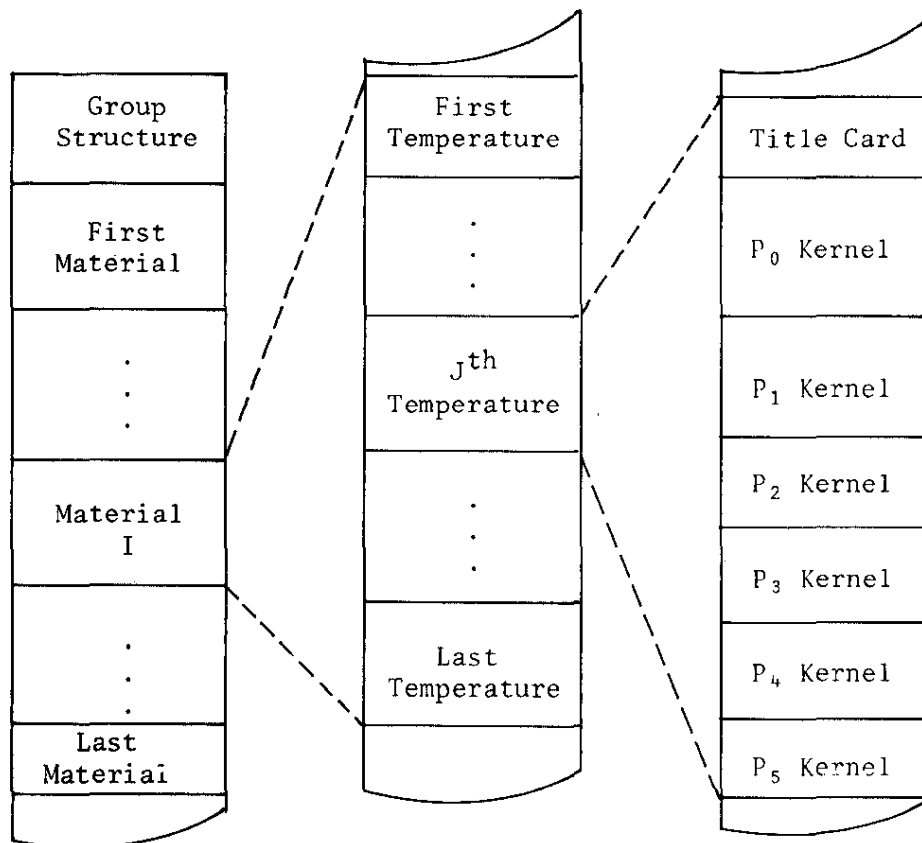 Group
Structure
First
Material
.
.
.
Material
I
.
.
.
Last
Material
First
Temperature
.
.
.
Jth
Temperature
.
.
.
Last
Temperature
Title Card
P0 Kernel
P1 Kernel
P2 Kernel
P3 Kernel
P4 Kernel
P5 Kernel